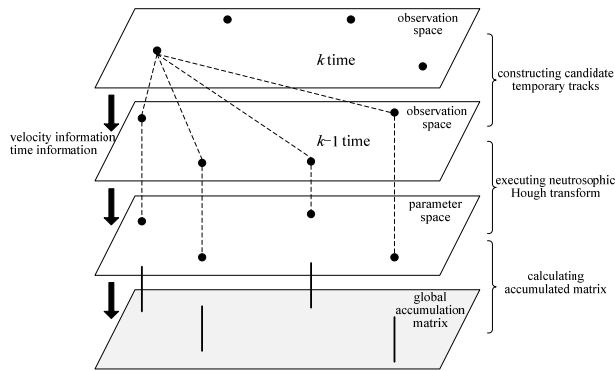 observation
space
k time
constructing candidate
temporary tracks
observation
space
velocity information
time information
k−1 time
executing neutrosophic
Hough transform
parameter
space
calculating
accumulated matrix
global
accumulation
matrix